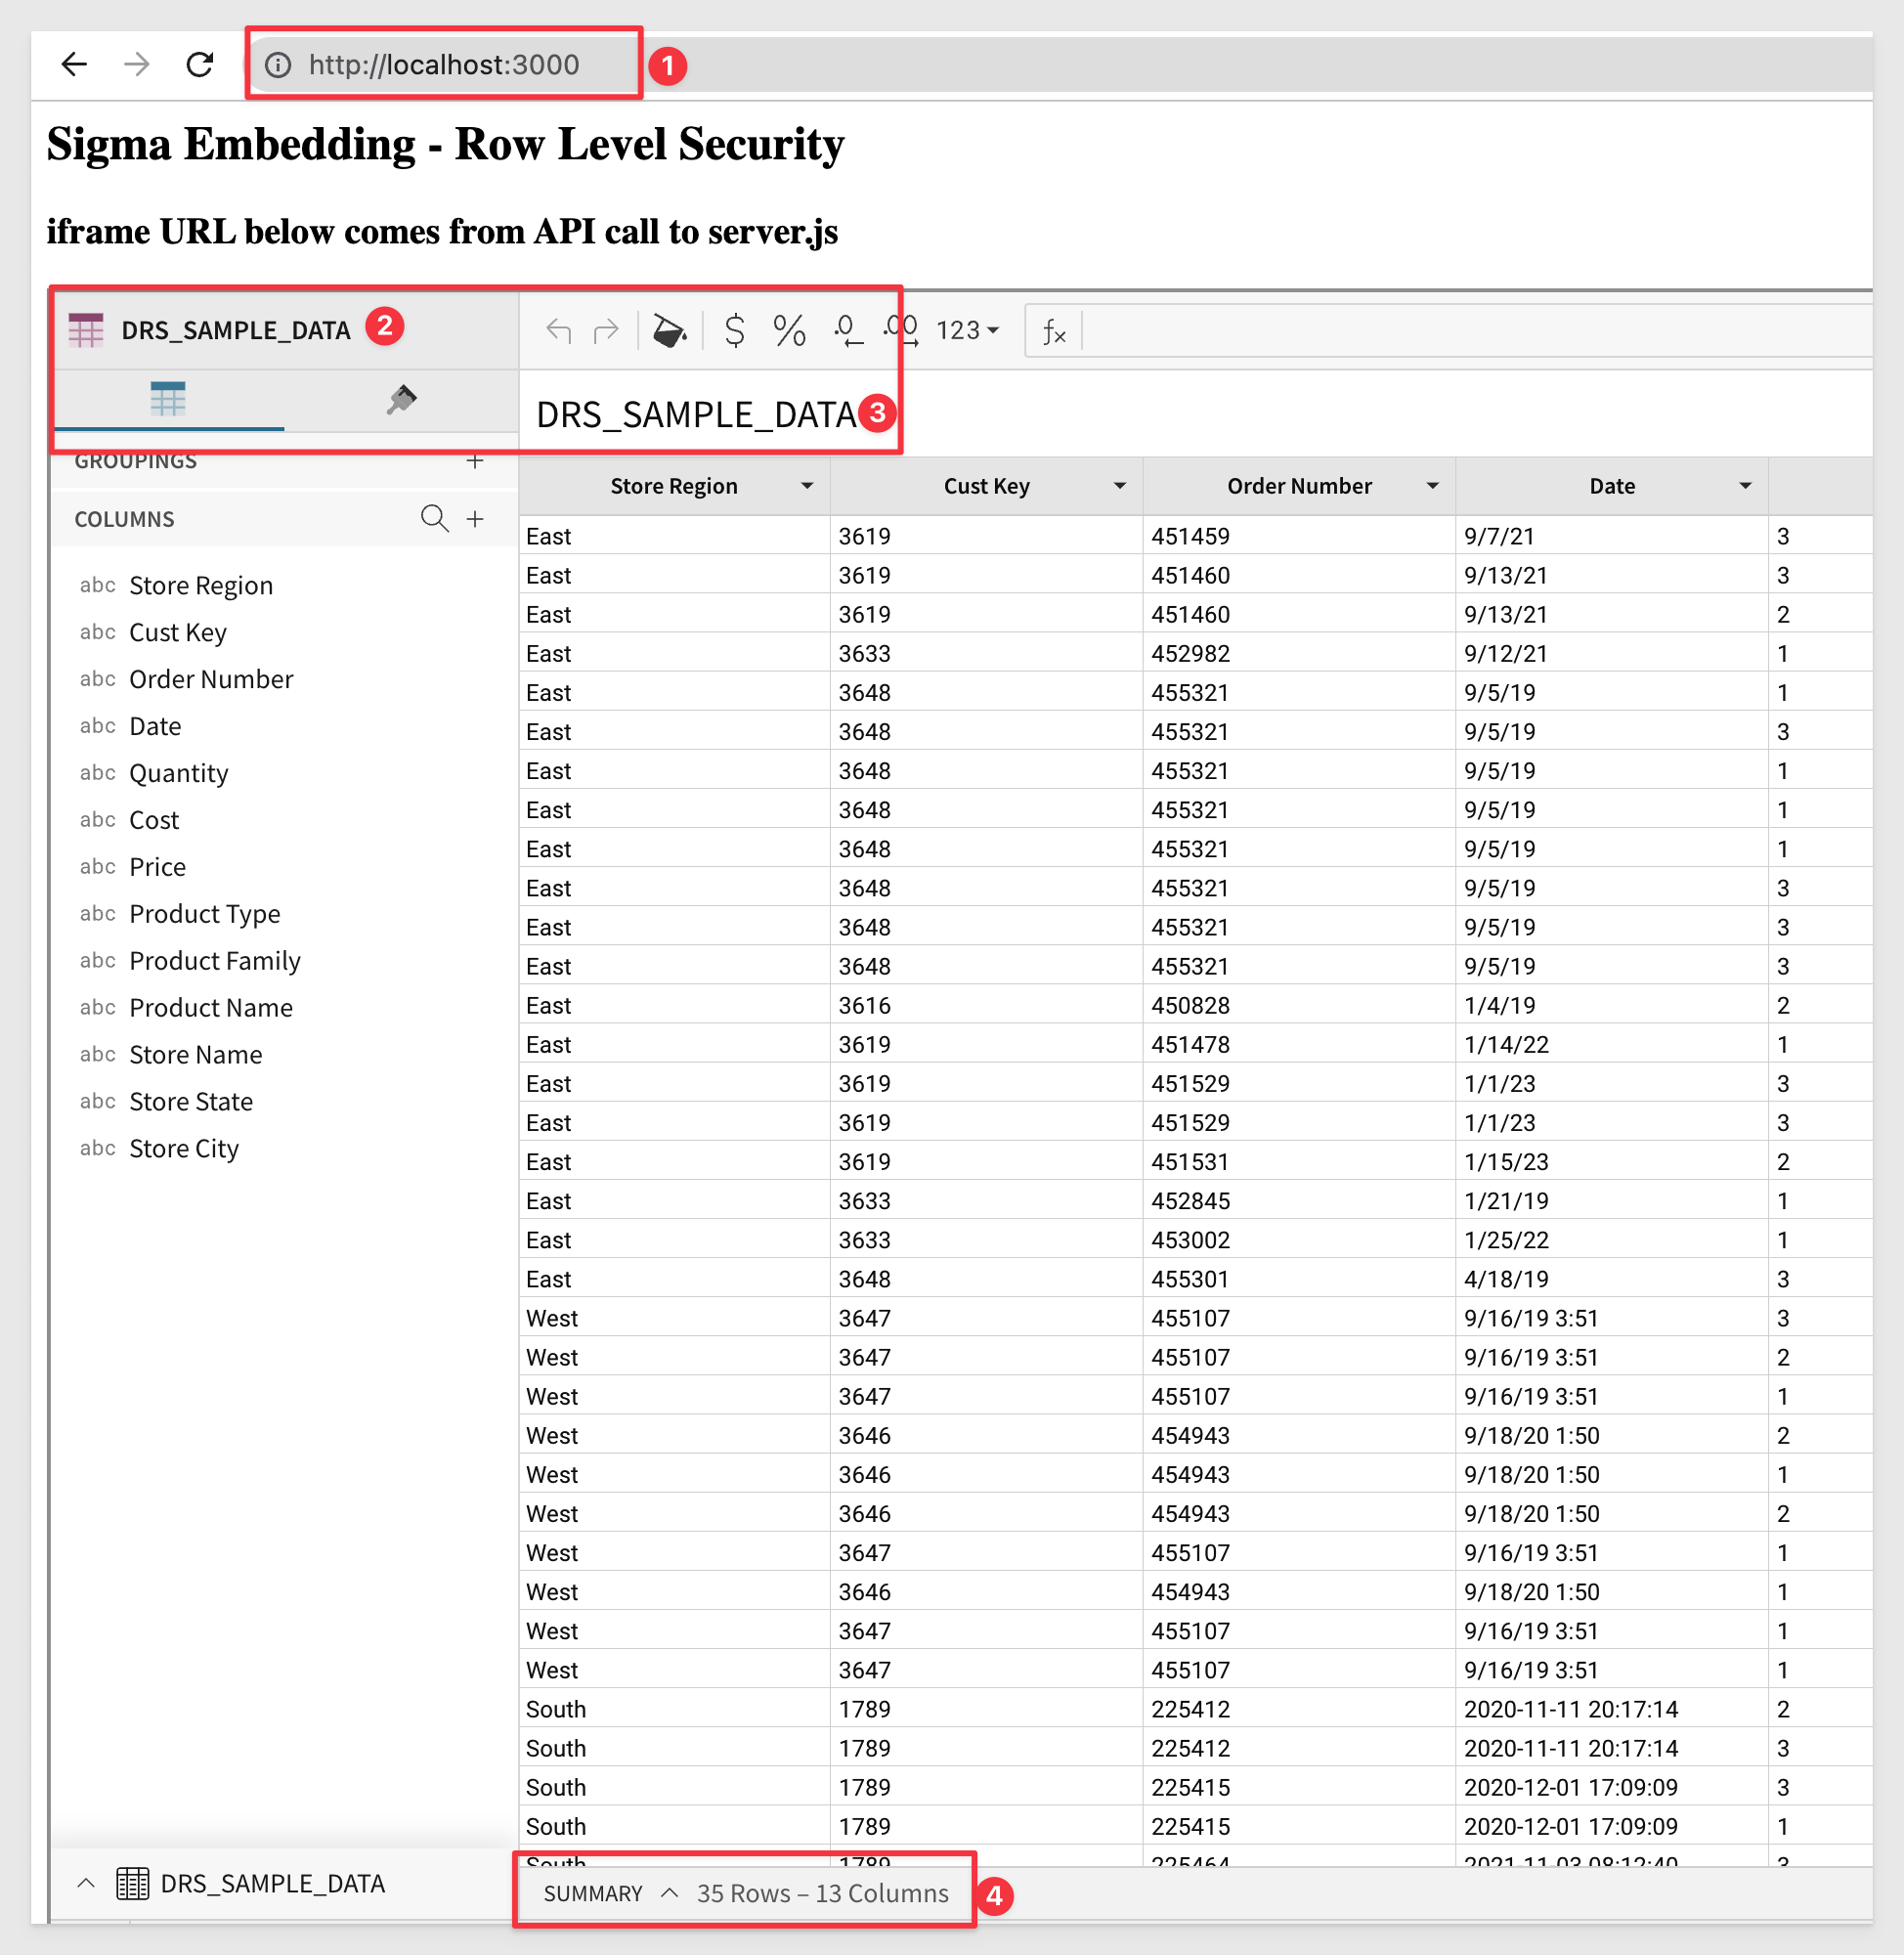 http://localhost:3000 1
Sigma Embedding - Row Level Security
iframe URL below comes from API call to server.js
DRS_SAMPLE_DATA 2 $ % .0 .00 123 fx
DRS_SAMPLE_DATA 3
GROUPINGS +
COLUMNS +
abc Store Region
abc Cust Key
abc Order Number
abc Date
abc Quantity
abc Cost
abc Price
abc Product Type
abc Product Family
abc Product Name
abc Store Name
abc Store State
abc Store City
DRS_SAMPLE_DATA
Store Region Cust Key Order Number Date
East 3619 451459 9/7/21 3
East 3619 451460 9/13/21 3
East 3619 451460 9/13/21 2
East 3633 452982 9/12/21 1
East 3648 455321 9/5/19 1
East 3648 455321 9/5/19 3
East 3648 455321 9/5/19 1
East 3648 455321 9/5/19 1
East 3648 455321 9/5/19 1
East 3648 455321 9/5/19 3
East 3648 455321 9/5/19 3
East 3648 455321 9/5/19 3
East 3616 450828 1/4/19 2
East 3619 451478 1/14/22 1
East 3619 451529 1/1/23 3
East 3619 451529 1/1/23 3
East 3619 451531 1/15/23 2
East 3633 452845 1/21/19 1
East 3633 453002 1/25/22 1
East 3648 455301 4/18/19 3
West 3647 455107 9/16/19 3:51 3
West 3647 455107 9/16/19 3:51 2
West 3647 455107 9/16/19 3:51 1
West 3646 454943 9/18/20 1:50 2
West 3646 454943 9/18/20 1:50 1
West 3646 454943 9/18/20 1:50 2
West 3647 455107 9/16/19 3:51 1
West 3646 454943 9/18/20 1:50 1
West 3647 455107 9/16/19 3:51 1
West 3647 455107 9/16/19 3:51 1
South 1789 225412 2020-11-11 20:17:14 2
South 1789 225412 2020-11-11 20:17:14 3
South 1789 225415 2020-12-01 17:09:09 3
South 1789 225415 2020-12-01 17:09:09 1
South 1789 225464 2021-11-03 08:12:40 3
SUMMARY 35 Rows – 13 Columns 4